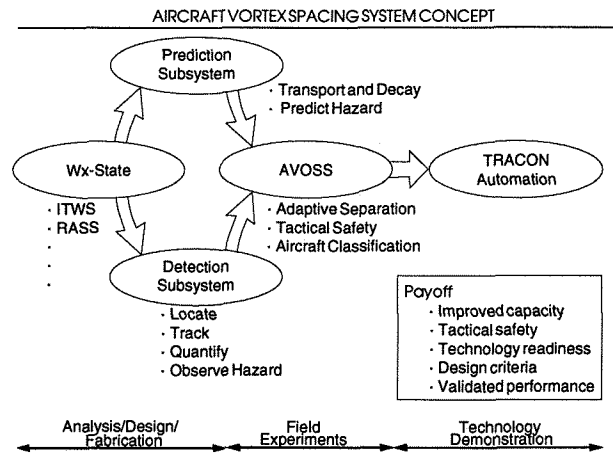 AIRCRAFT VORTEX SPACING SYSTEM CONCEPT
Prediction
Subsystem
· Transport and Decay
· Predict Hazard
Wx-State
AVOSS
TRACON
Automation
· ITWS
· RASS
·
·
·
· Adaptive Separation
· Tactical Safety
· Aircraft Classification
Detection
Subsystem
· Locate
· Track
· Quantify
· Observe Hazard
Payoff
· Improved capacity
· Tactical safety
· Technology readiness
· Design criteria
· Validated performance
Analysis/Design/
Fabrication
Field
Experiments
Technology
Demonstration